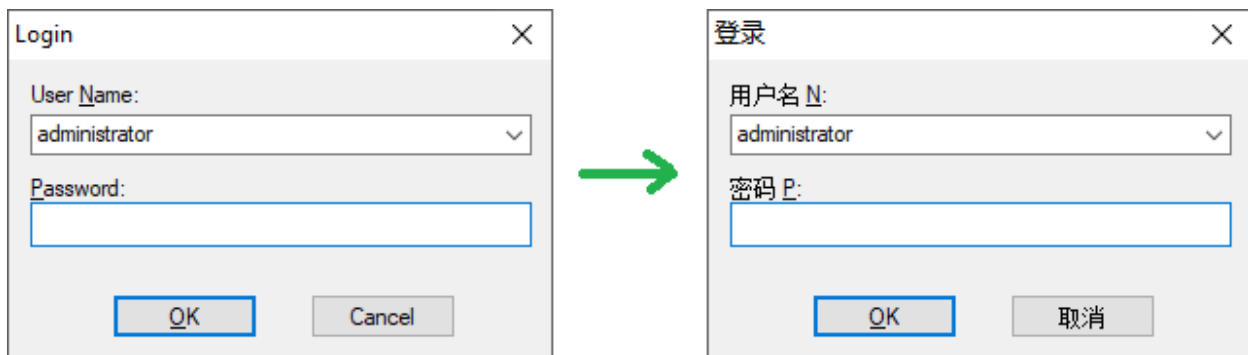 Login
User Name:
administrator
Password:
OK
Cancel
登录
用户名 N:
administrator
密码 P:
OK
取消